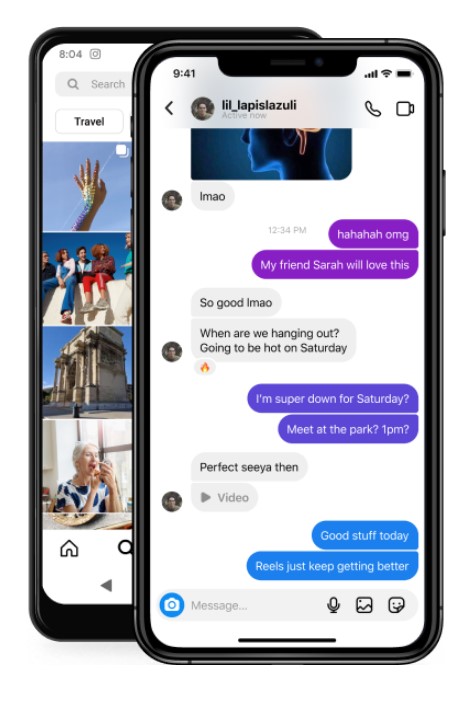 8:04
Search
Travel
9:41
lil_lapislazuli
Active now
lmao
12:34 PM
hahahah omg
My friend Sarah will love this
So good lmao
When are we hanging out?
Going to be hot on Saturday
I'm super down for Saturday?
Meet at the park? 1pm?
Perfect seeya then
Video
Good stuff today
Reels just keep getting better
Message...